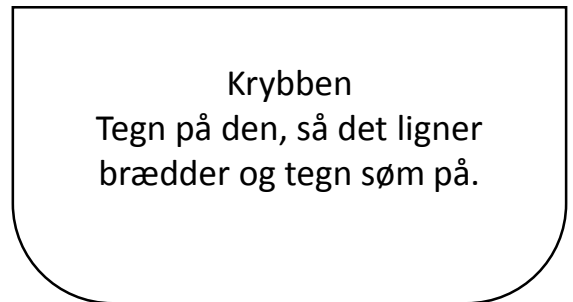 Krybben
Tegn på den, så det ligner
brædder og tegn søm på.